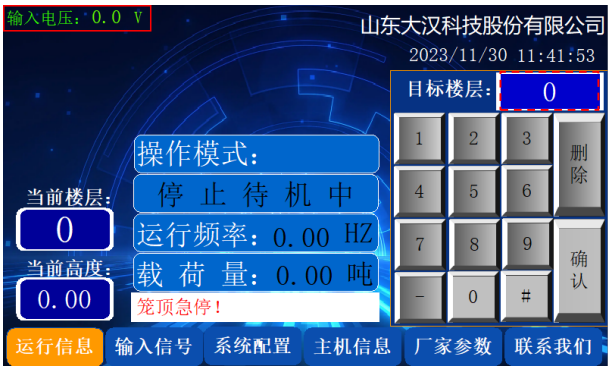 输入电压：0.0 V
山东大汉科技股份有限公司
2023/11/30 11:41:53
目标楼层： 0
1 2 3 删除
4 5 6
7 8 9 确认
- 0 #
操作模式：
停止待机中
运行频率：0.00 HZ
载荷量：0.00 吨
笼顶急停！
当前楼层：
0
当前高度：
0.00
运行信息 输入信号 系统配置 主机信息 厂家参数 联系我们